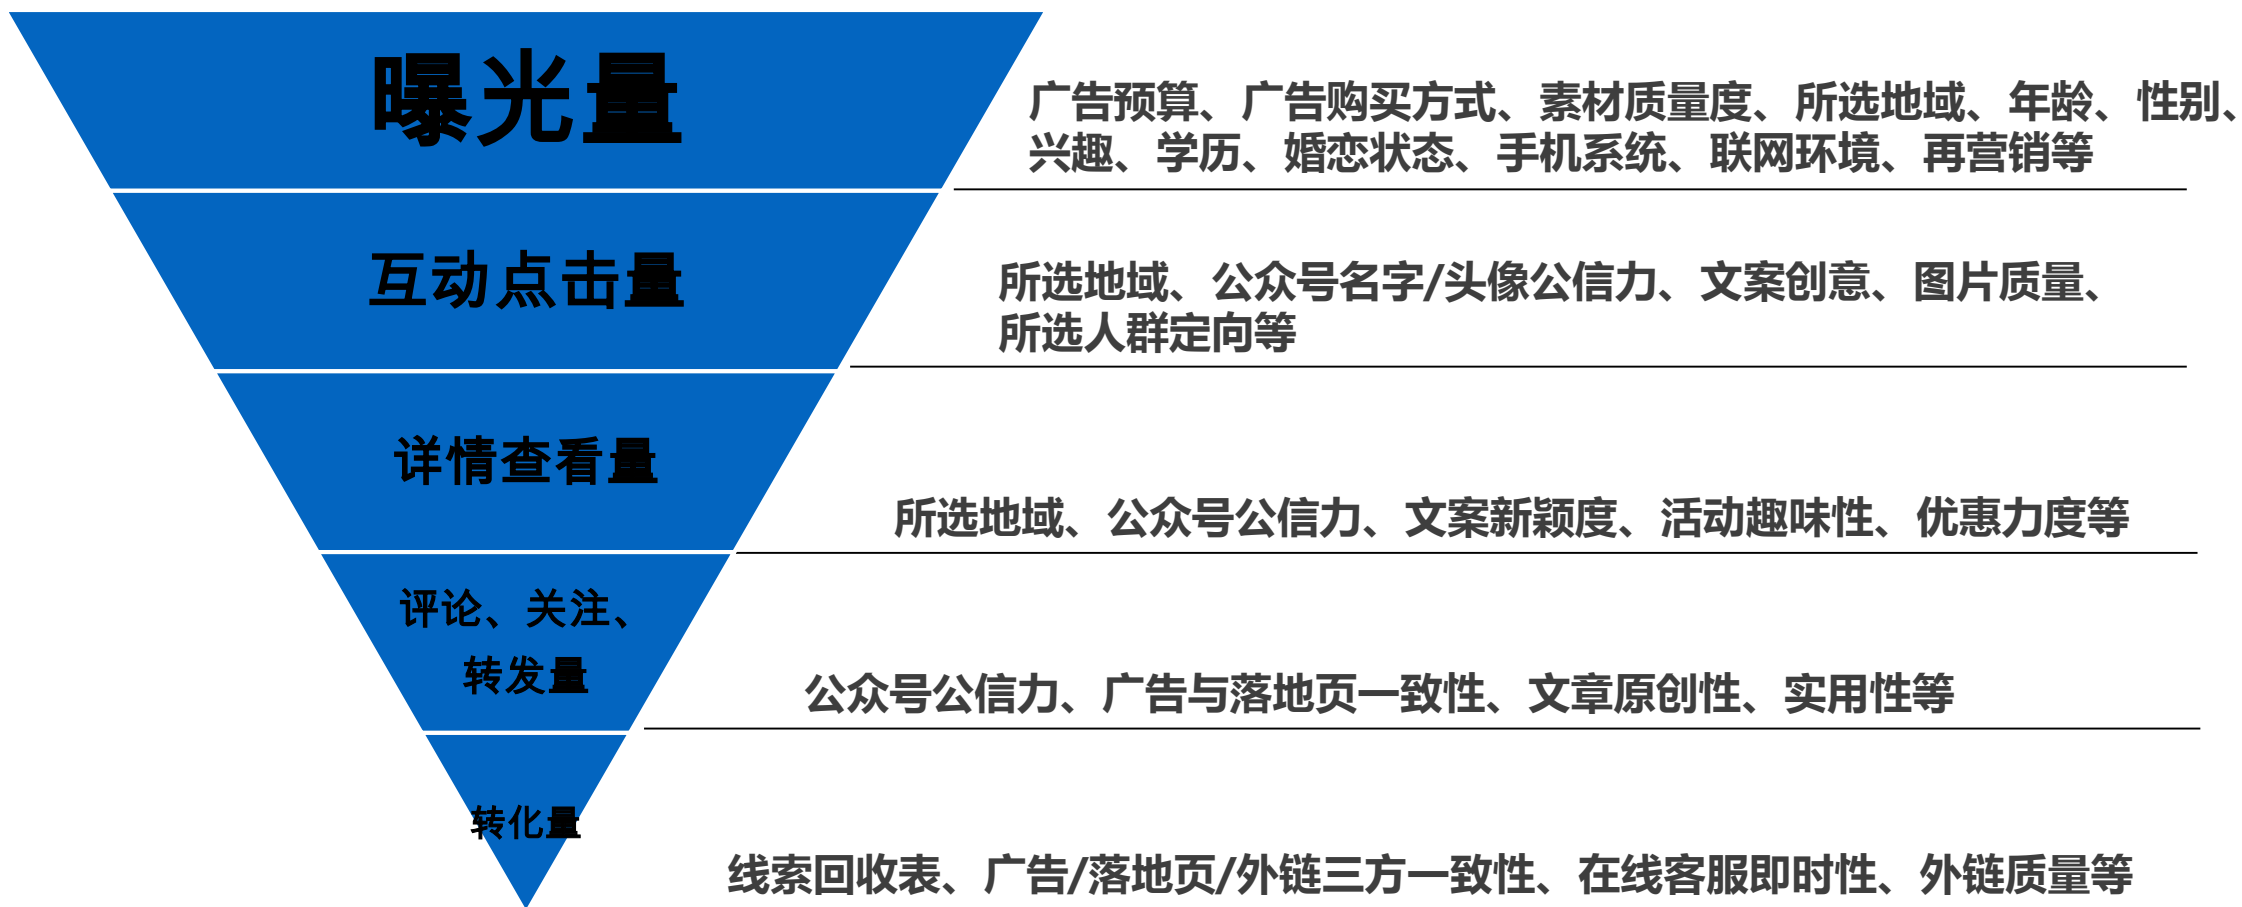 曝光量
广告预算、广告购买方式、素材质量度、所选地域、年龄、性别、
兴趣、学历、婚恋状态、手机系统、联网环境、再营销等
互动点击量
所选地域、公众号名字/头像公信力、文案创意、图片质量、
所选人群定向等
详情查看量
所选地域、公众号公信力、文案新颖度、活动趣味性、优惠力度等
评论、关注、
转发量
公众号公信力、广告与落地页一致性、文章原创性、实用性等
转化量
线索回收表、广告/落地页/外链三方一致性、在线客服即时性、外链质量等